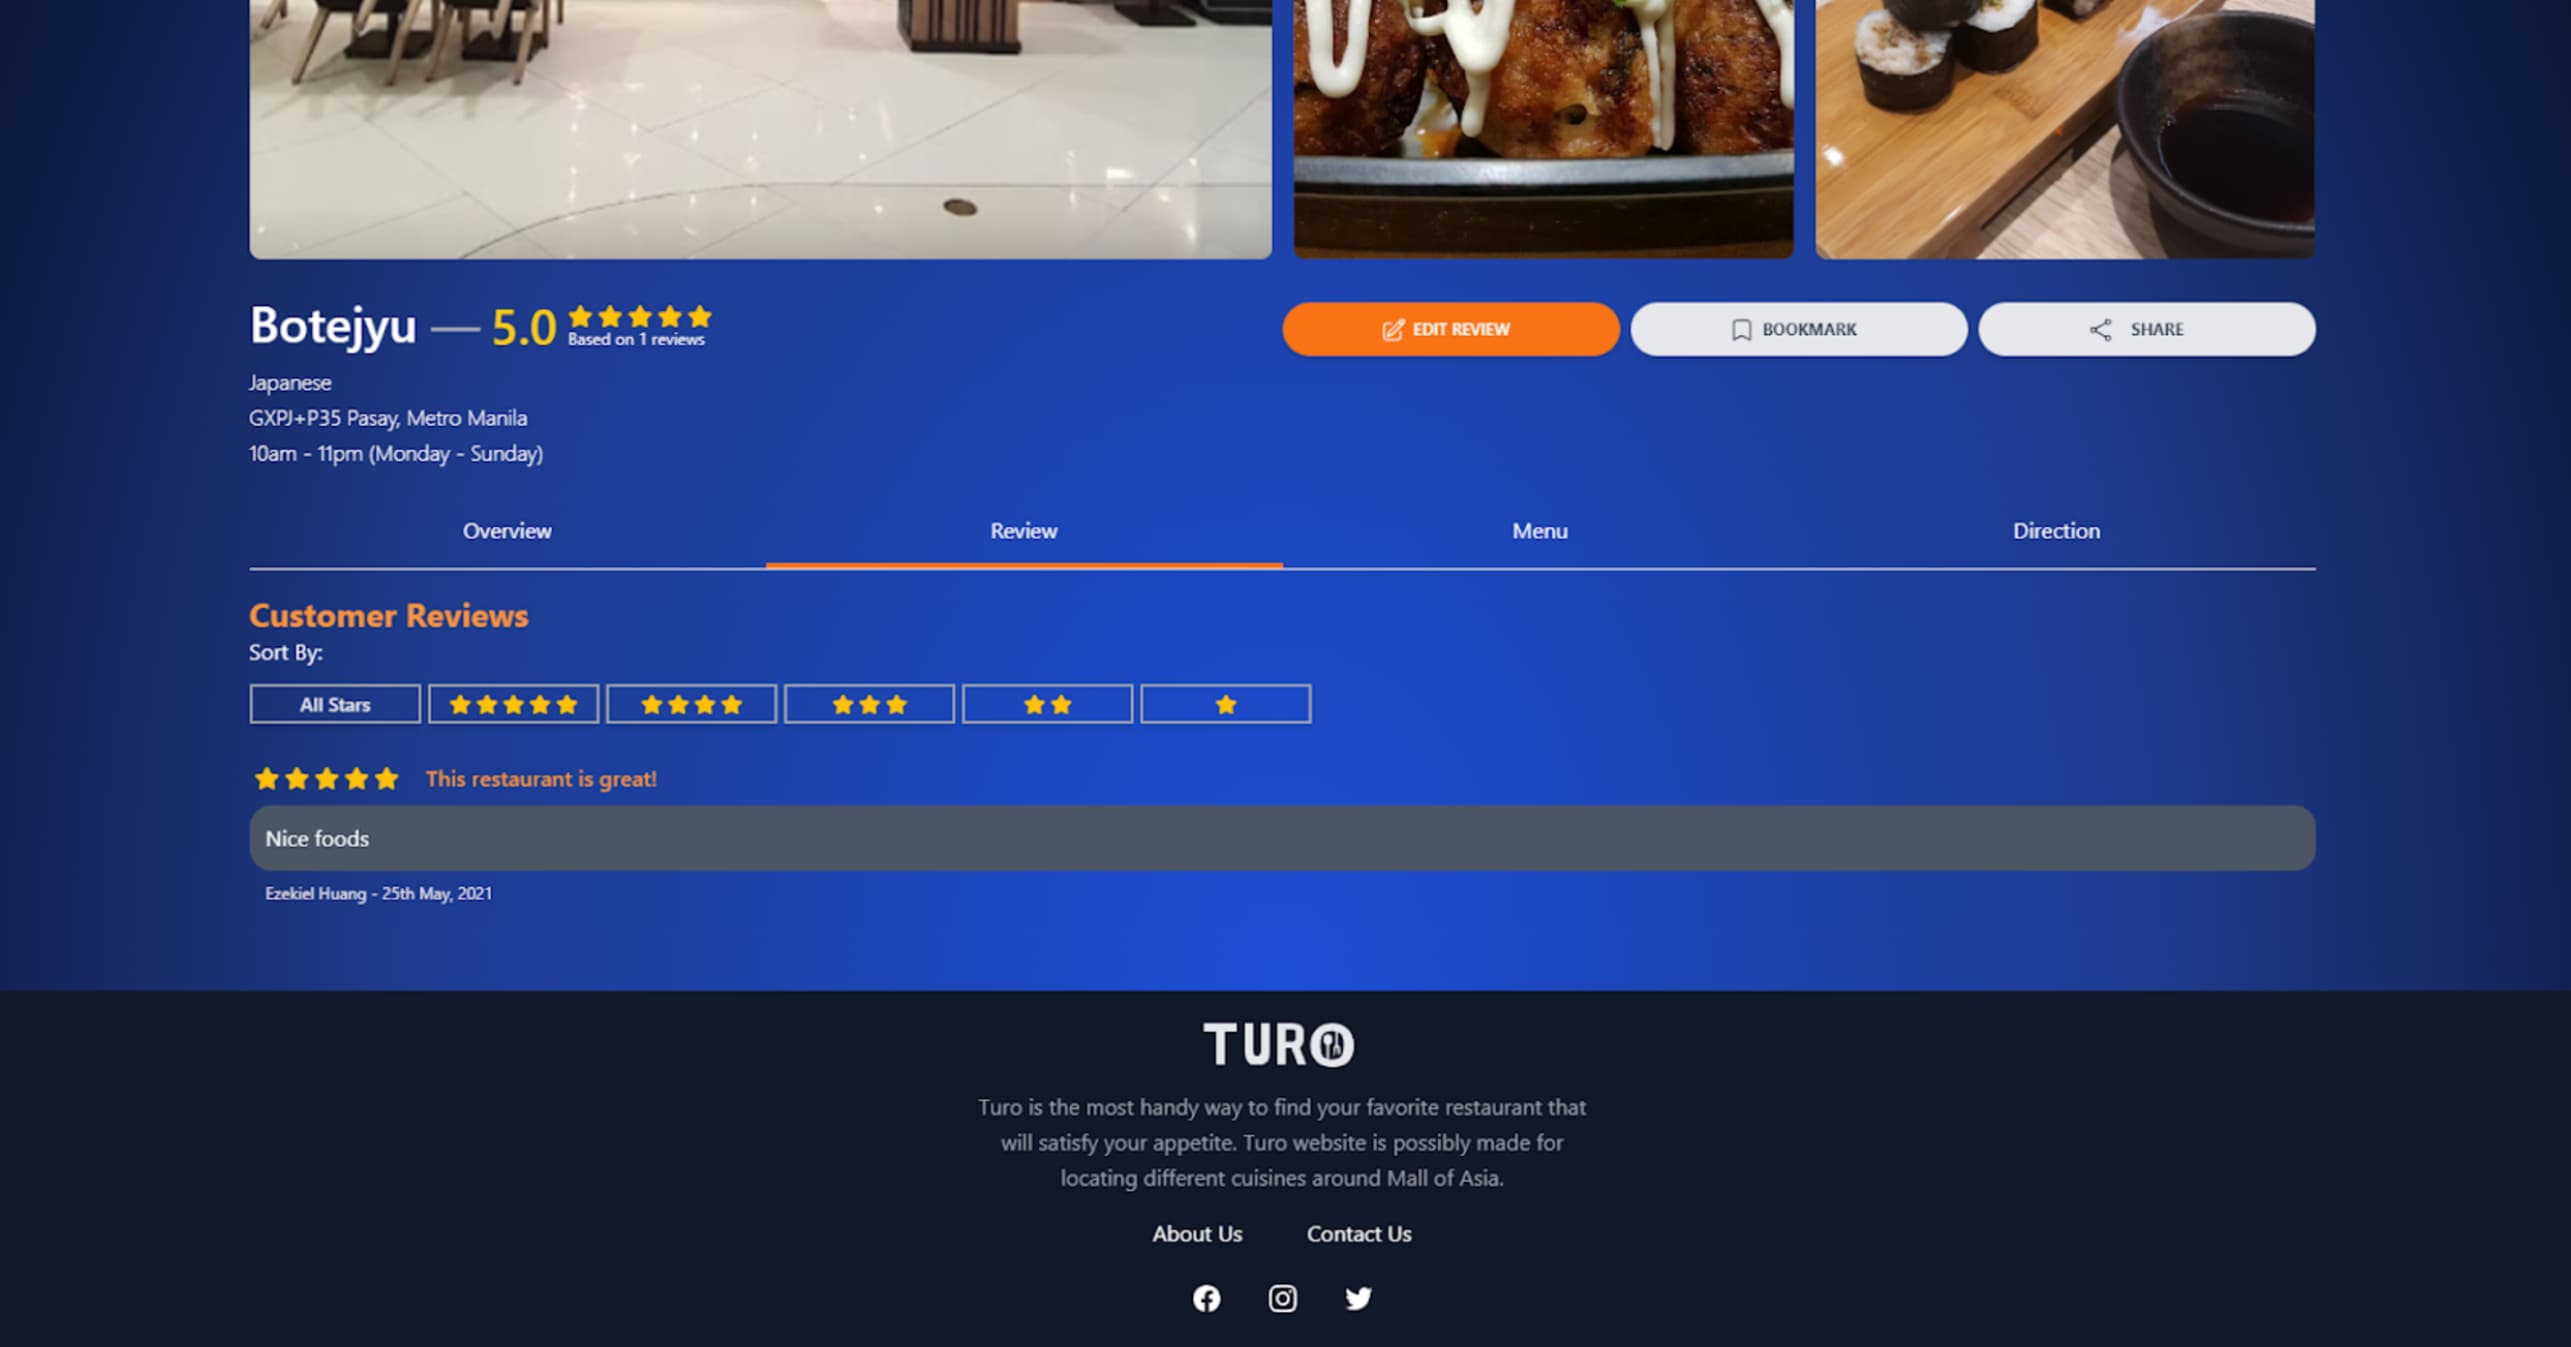 Botejyu — 5.0
Based on 1 reviews
EDIT REVIEW
BOOKMARK
SHARE
Japanese
GXPJ+P35 Pasay, Metro Manila
10am - 11pm (Monday - Sunday)
Overview
Review
Menu
Direction
Customer Reviews
Sort By:
All Stars
This restaurant is great!
Nice foods
Ezekiel Huang - 25th May, 2021
TURO
Turo is the most handy way to find your favorite restaurant that
will satisfy your appetite. Turo website is possibly made for
locating different cuisines around Mall of Asia.
About Us
Contact Us